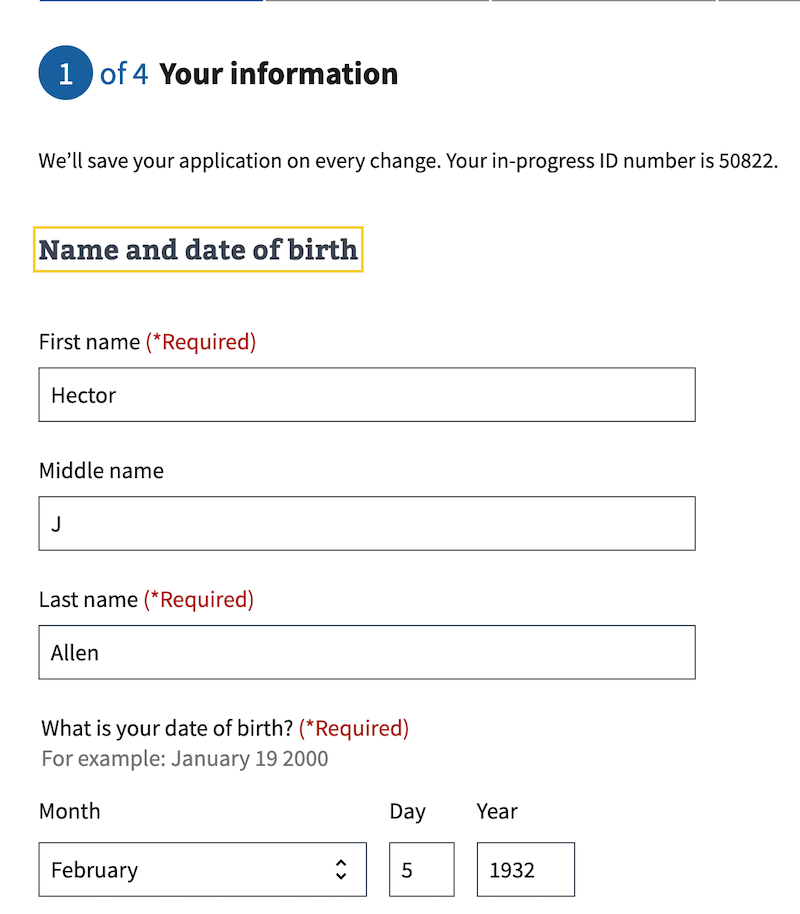 1 of 4 Your information
We’ll save your application on every change. Your in-progress ID number is 50822.
Name and date of birth
First name (*Required)
Hector
Middle name
J
Last name (*Required)
Allen
What is your date of birth? (*Required)
For example: January 19 2000
Month Day Year
February 5 1932